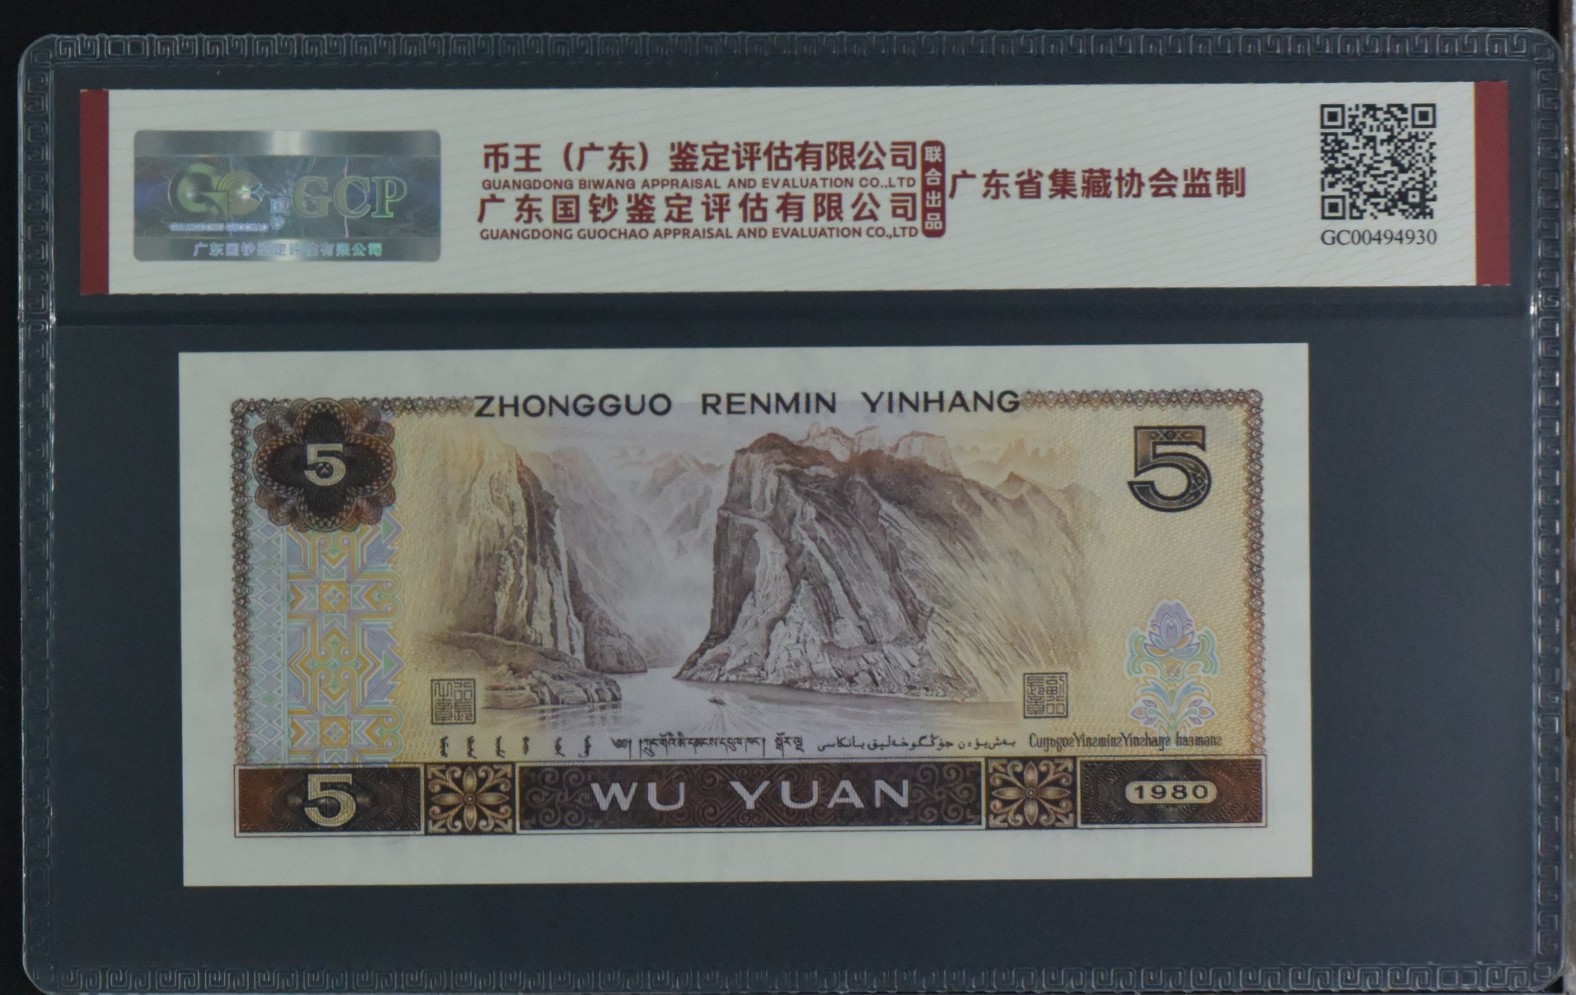 GCP
广东国钞鉴定评估有限公司
币王（广东）鉴定评估有限公司
GUANGDONG BIWANG APPRAISAL AND EVALUATION CO.,LTD
广东国钞鉴定评估有限公司
GUANGDONG GUOCHAO APPRAISAL AND EVALUATION CO.,LTD
联合出品
广东省集藏协会监制
GC00494930
ZHONGGUO RENMIN YINHANG
5
5
5 WU YUAN 1980